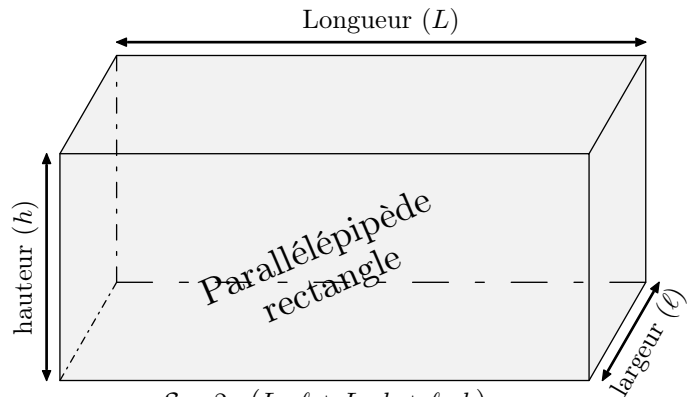 Longueur (L)
hauteur (h)
Parallélépipède
rectangle
largeur (ℓ)